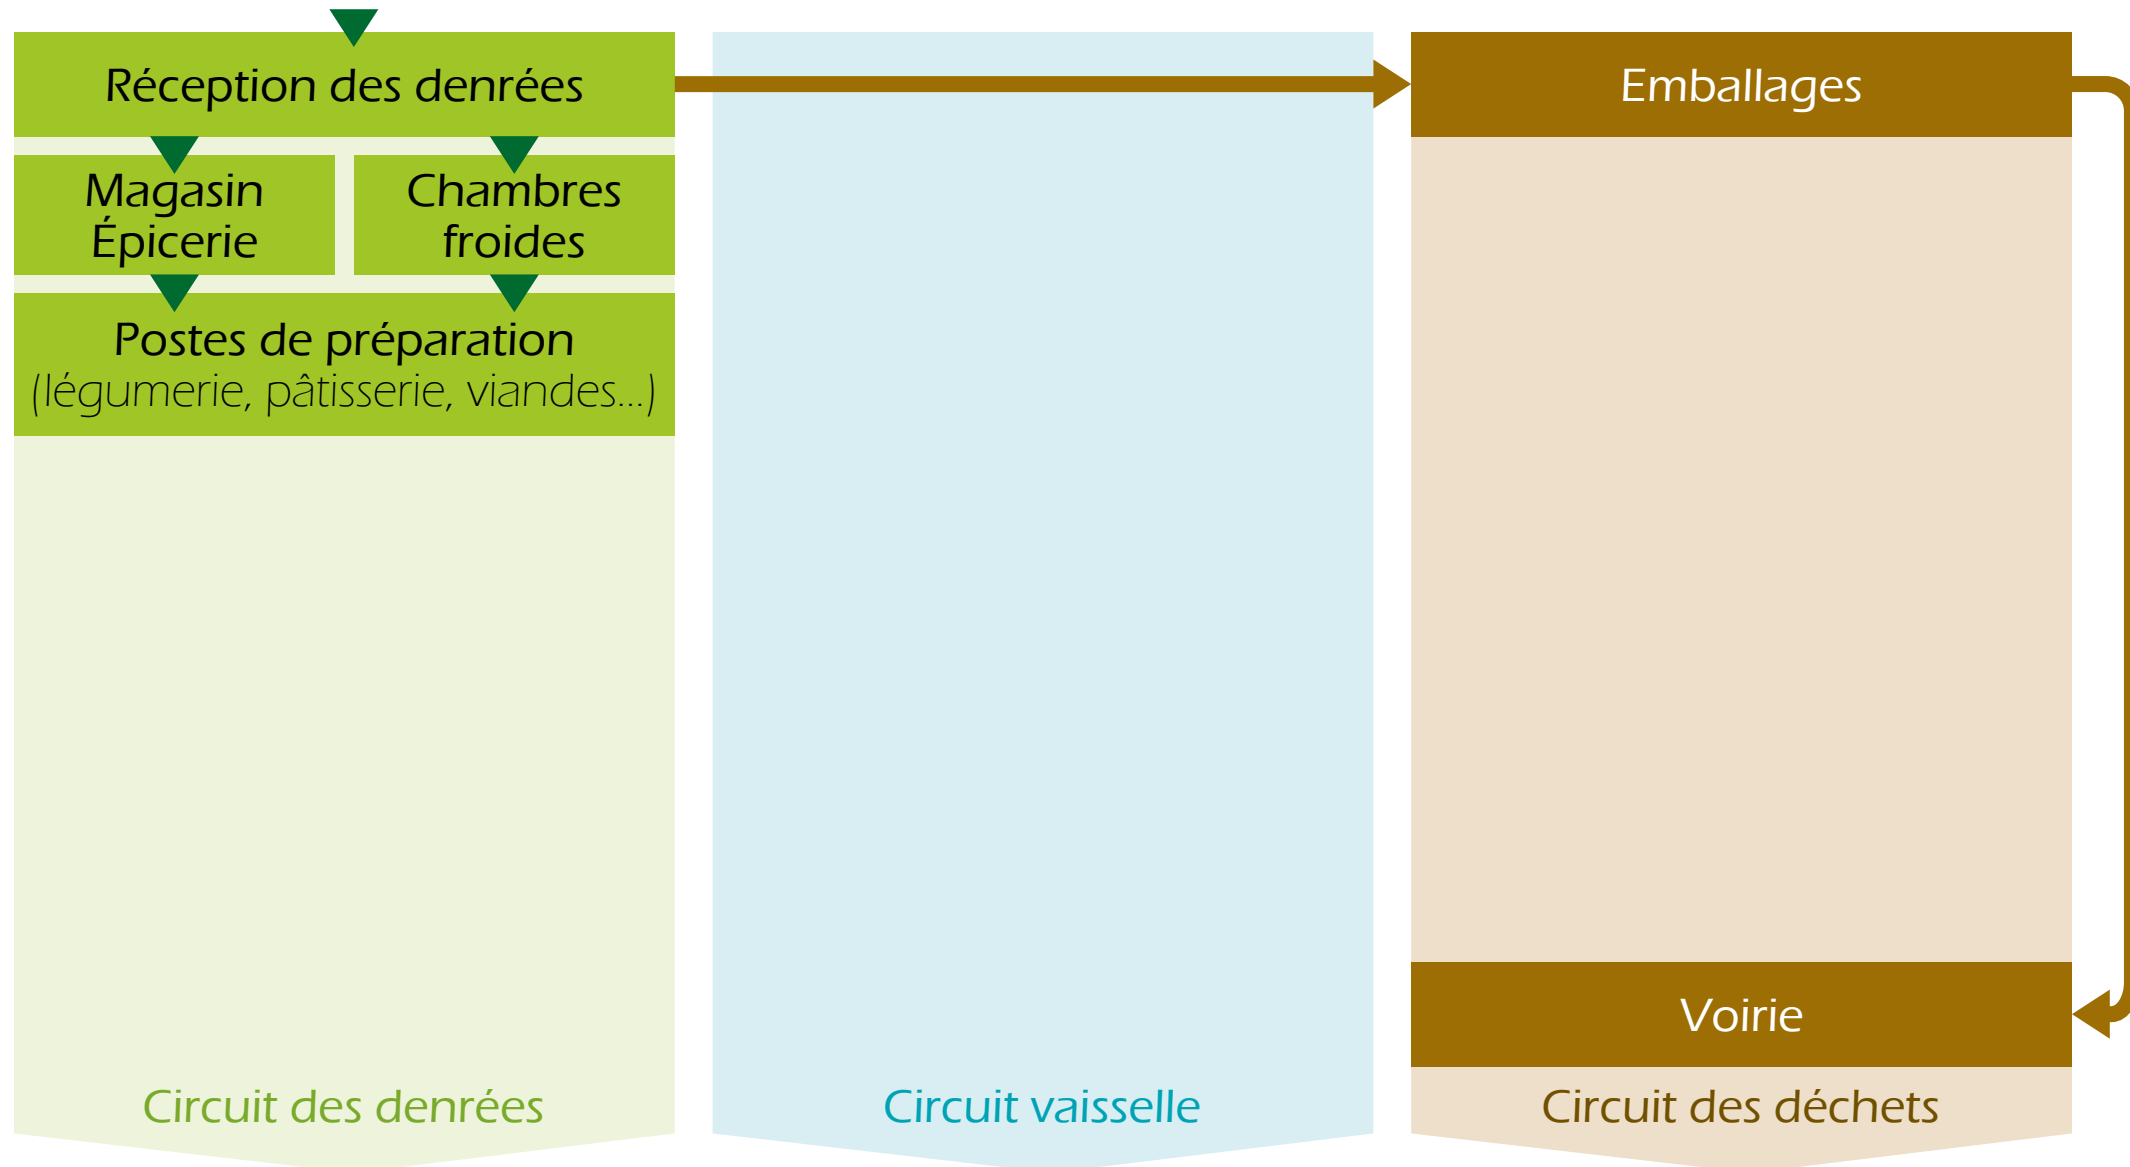 Réception des denrées
Emballages
Magasin
Épicerie
Chambres
froides
Postes de préparation
(légumerie, pâtisserie, viandes...)
Voirie
Circuit des denrées
Circuit vaisselle
Circuit des déchets